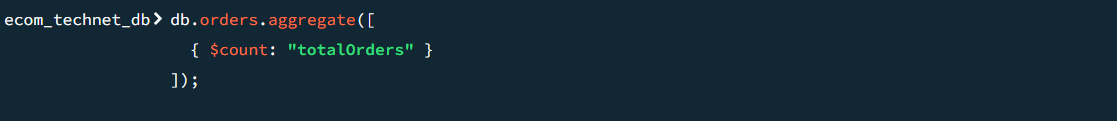 ecom_technet_db> db.orders.aggregate([
{ $count: "totalOrders" }
]);